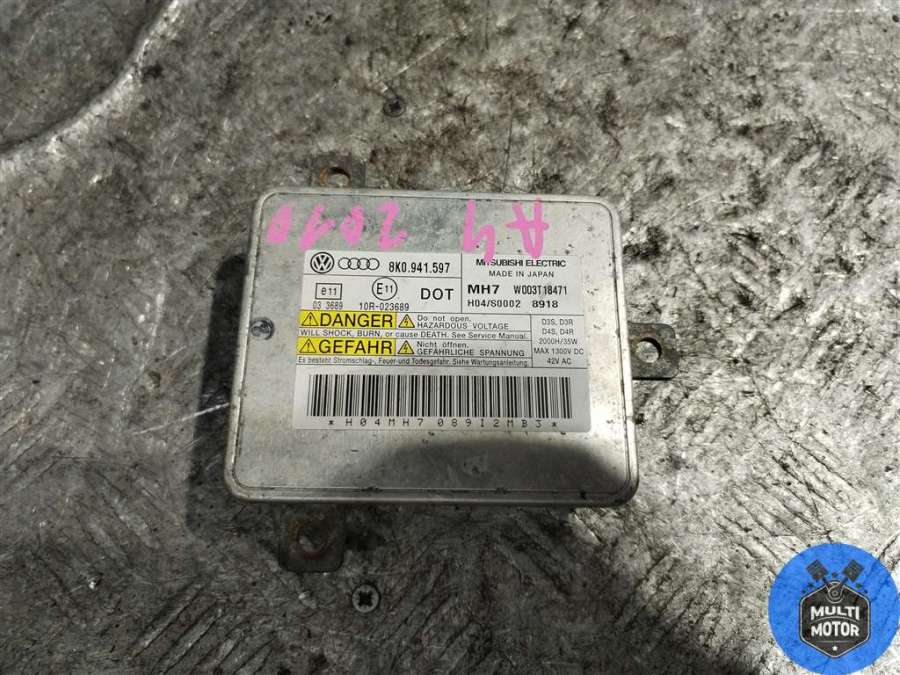 A4 2010
8K0.941.597
e11
03 3689
E11
10R-023689
DOT
MITSUBISHI ELECTRIC
MADE IN JAPAN
MH7 W003T18471
H04/S0002 8918
DANGER Do not open.
HAZARDOUS VOLTAGE
WILL SHOCK, BURN, or cause DEATH. See Service Manual.
GEFAHR Nicht öffnen.
GEFÄHRLICHE SPANNUNG
Es besteht Stromschlag-, Feuer-und Todesgefahr. Siehe Wartungsanleitung.
D3S, D3R
D4S, D4R
2000H/35W
MAX 1300V DC
42V AC
*H04MH7089I2MB3*
MULTI
MOTOR